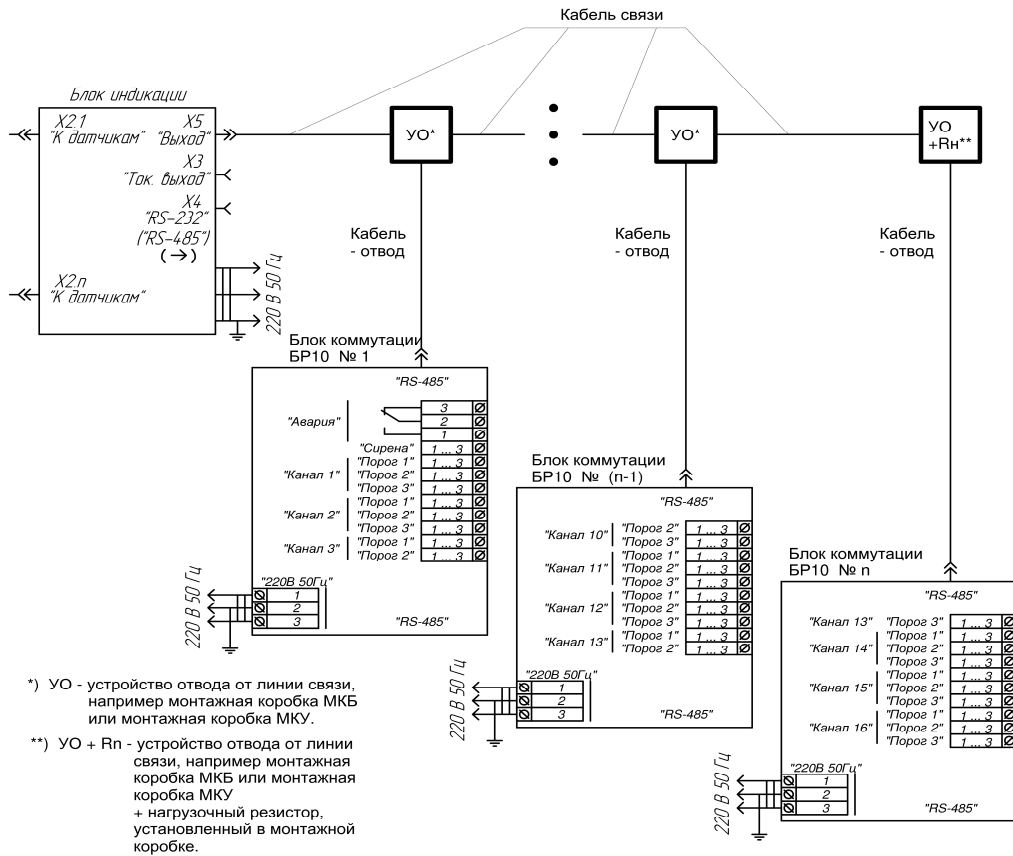 Кабель связи
Блок индикации
X2.1
"К датчикам"
X5
"Выход"
X3
"Ток. выход"
X4
"RS-232"
("RS-485")
(→)
X2.n
"К датчикам"
220 В 50 Гц
УО*
УО*
УО
+Rн**
Кабель
- отвод
Кабель
- отвод
Кабель
- отвод
Блок коммутации
БР10 № 1
"RS-485"
"Авария"
3
2
1
"Сирена" 1 ... 3
"Канал 1"
"Порог 1" 1 ... 3
"Порог 2" 1 ... 3
"Порог 3" 1 ... 3
"Канал 2"
"Порог 1" 1 ... 3
"Порог 2" 1 ... 3
"Порог 3" 1 ... 3
"Канал 3"
"Порог 1" 1 ... 3
"Порог 2" 1 ... 3
220 В 50 Гц
"220В 50Гц"
1
2
3
"RS-485"
Блок коммутации
БР10 № (n-1)
"RS-485"
"Канал 10"
"Порог 2" 1 ... 3
"Порог 3" 1 ... 3
"Канал 11"
"Порог 1" 1 ... 3
"Порог 2" 1 ... 3
"Порог 3" 1 ... 3
"Канал 12"
"Порог 1" 1 ... 3
"Порог 2" 1 ... 3
"Порог 3" 1 ... 3
"Канал 13"
"Порог 1" 1 ... 3
"Порог 2" 1 ... 3
220 В 50 Гц
"220В 50Гц"
1
2
3
"RS-485"
Блок коммутации
БР10 № n
"RS-485"
"Канал 13" "Порог 3" 1 ... 3
"Канал 14"
"Порог 1" 1 ... 3
"Порог 2" 1 ... 3
"Порог 3" 1 ... 3
"Канал 15"
"Порог 1" 1 ... 3
"Порог 2" 1 ... 3
"Порог 3" 1 ... 3
"Канал 16"
"Порог 1" 1 ... 3
"Порог 2" 1 ... 3
"Порог 3" 1 ... 3
220 В 50 Гц
"220В 50Гц"
1
2
3
"RS-485"
*) УО - устройство отвода от линии связи,
например монтажная коробка МКБ
или монтажная коробка МКУ.
**) УО + Rn - устройство отвода от линии
связи, например монтажная
коробка МКБ или монтажная
коробка МКУ
+ нагрузочный резистор,
установленный в монтажной
коробке.